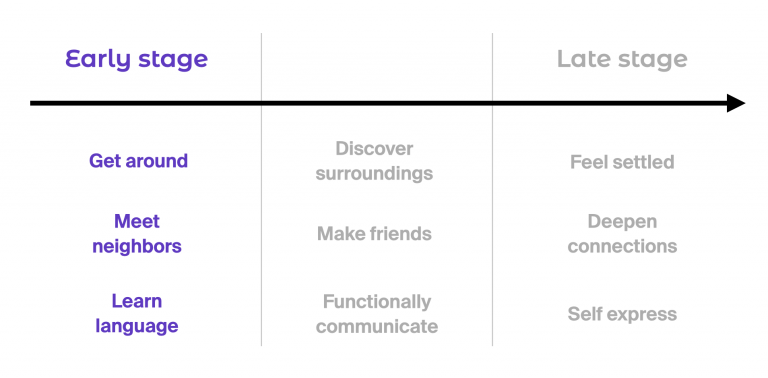 Early stage
Late stage
Get around
Discover
surroundings
Feel settled
Meet
neighbors
Make friends
Deepen
connections
Learn
language
Functionally
communicate
Self express